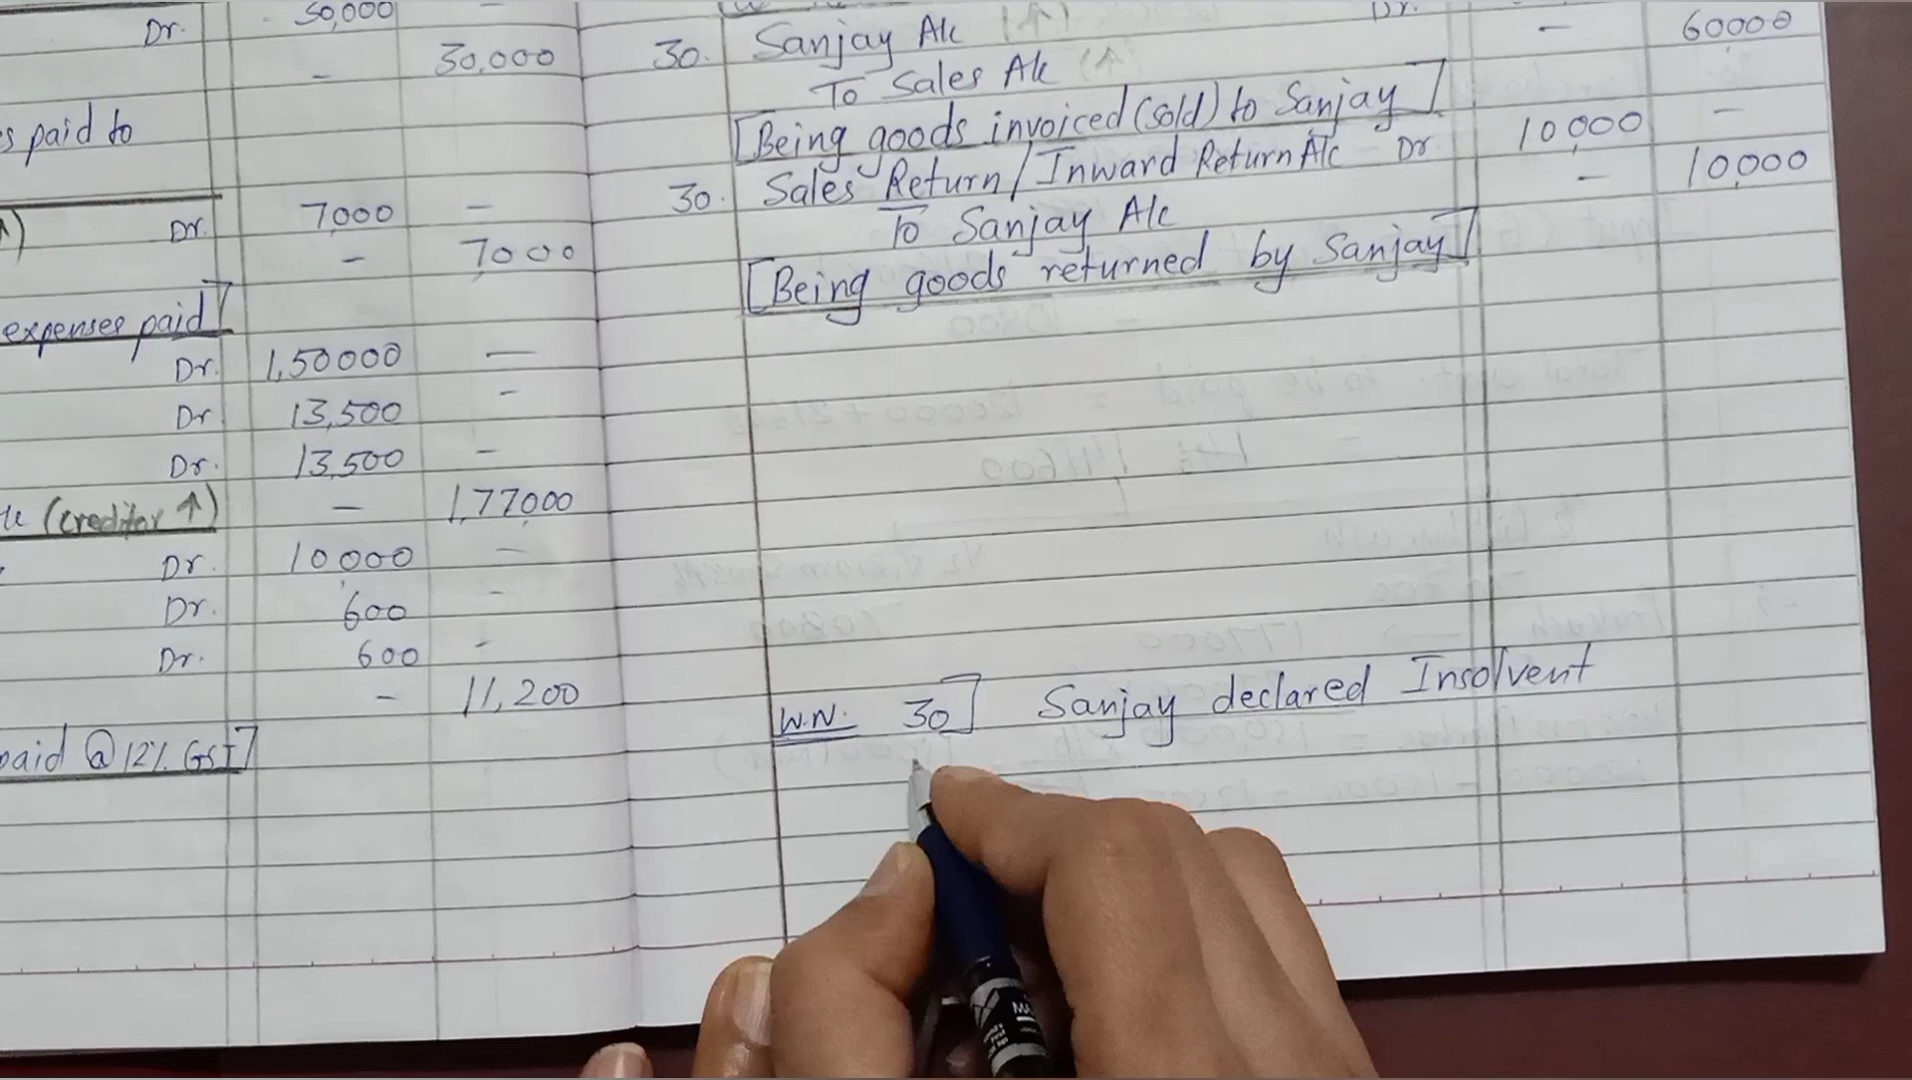 Dr. 30,000 -
- 30,000
s paid to
Dr. 7000 -
- 7000
expenses paid]
Dr. 1,50000 —
Dr 13,500 -
Dr. 13,500 -
(creditor ↑) — 1,77000
Dr. 10000 —
Dr. 600 -
Dr. 600 -
- 11,200
paid @12% GST]
Dr.
30. Sanjay A/c - 60000
To Sales A/c
[Being goods invoiced (sold) to Sanjay]
30. Sales Return/Inward Return A/c Dr 10,000 -
To Sanjay A/c - 10,000
[Being goods returned by Sanjay]
W.N. 30] Sanjay declared Insolvent